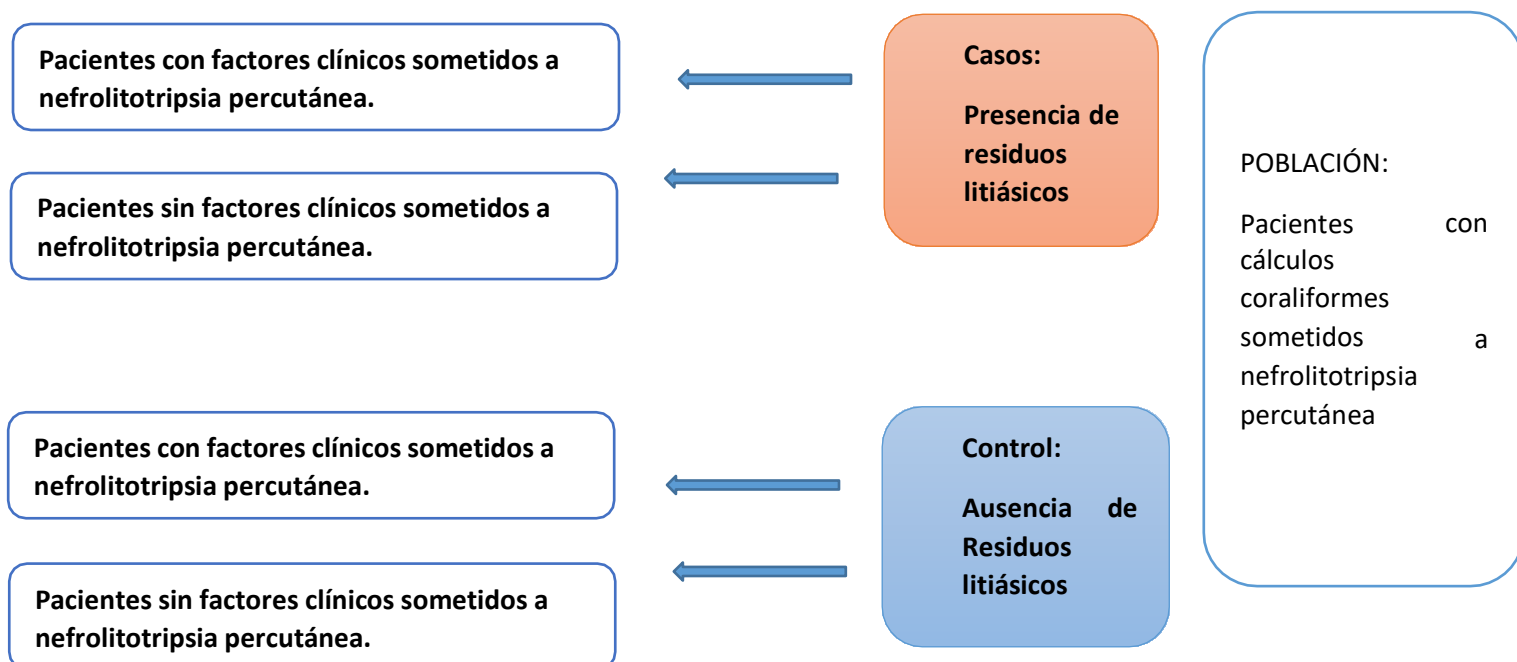 Pacientes con factores clínicos sometidos a
nefrolitotripsia percutánea.
Pacientes sin factores clínicos sometidos a
nefrolitotripsia percutánea.
Casos:
Presencia de
residuos
litiásicos
Pacientes con factores clínicos sometidos a
nefrolitotripsia percutánea.
Pacientes sin factores clínicos sometidos a
nefrolitotripsia percutánea.
Control:
Ausencia de
Residuos
litiásicos
POBLACIÓN:
Pacientes con
cálculos
coraliformes
sometidos a
nefrolitotripsia
percutánea